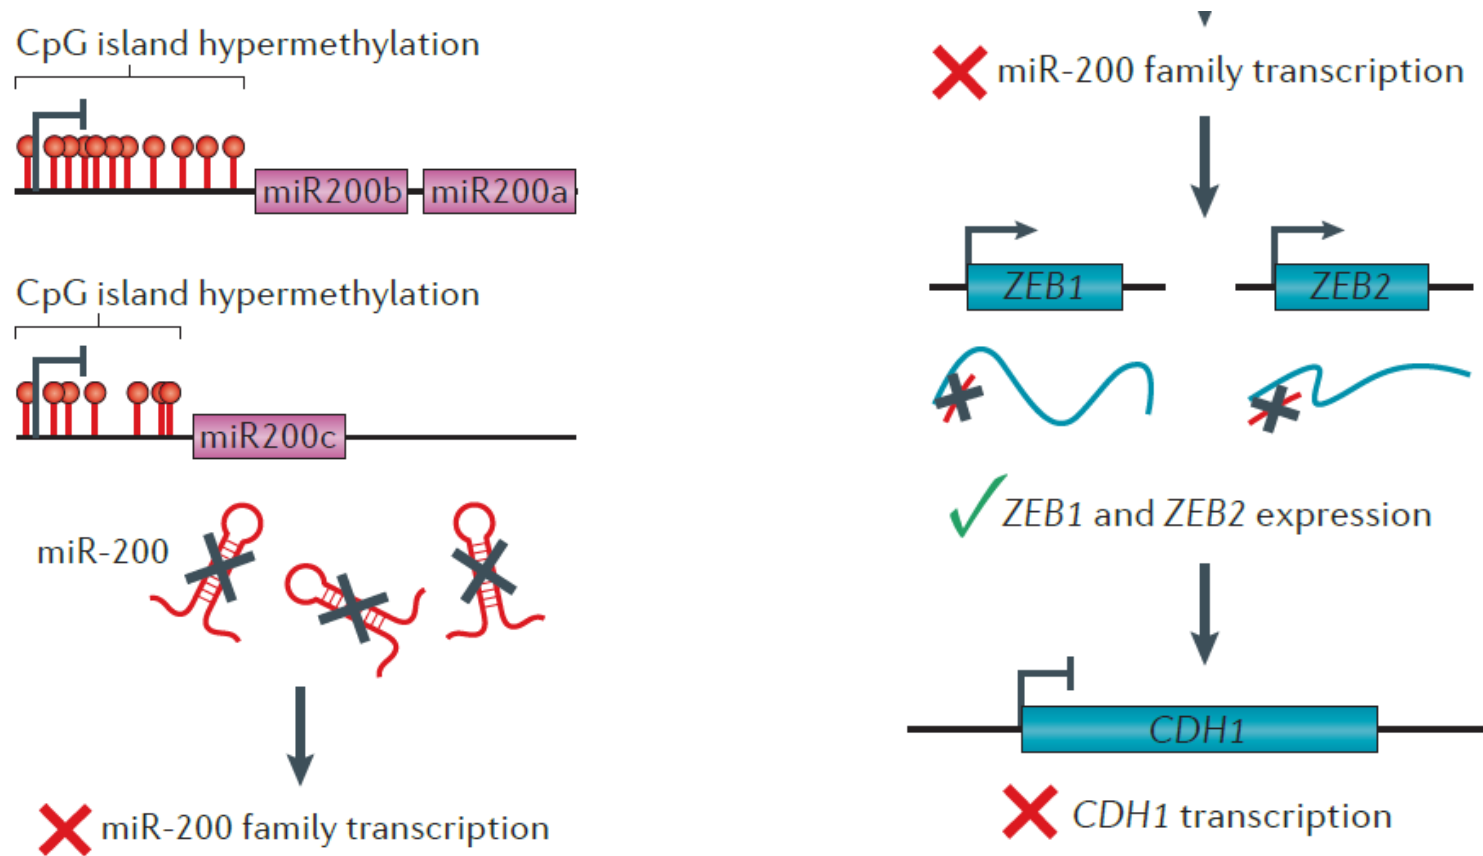 CpG island hypermethylation
miR200b
miR200a
CpG island hypermethylation
miR200c
miR-200
miR-200 family transcription
miR-200 family transcription
ZEB1
ZEB2
ZEB1 and ZEB2 expression
CDH1
CDH1 transcription